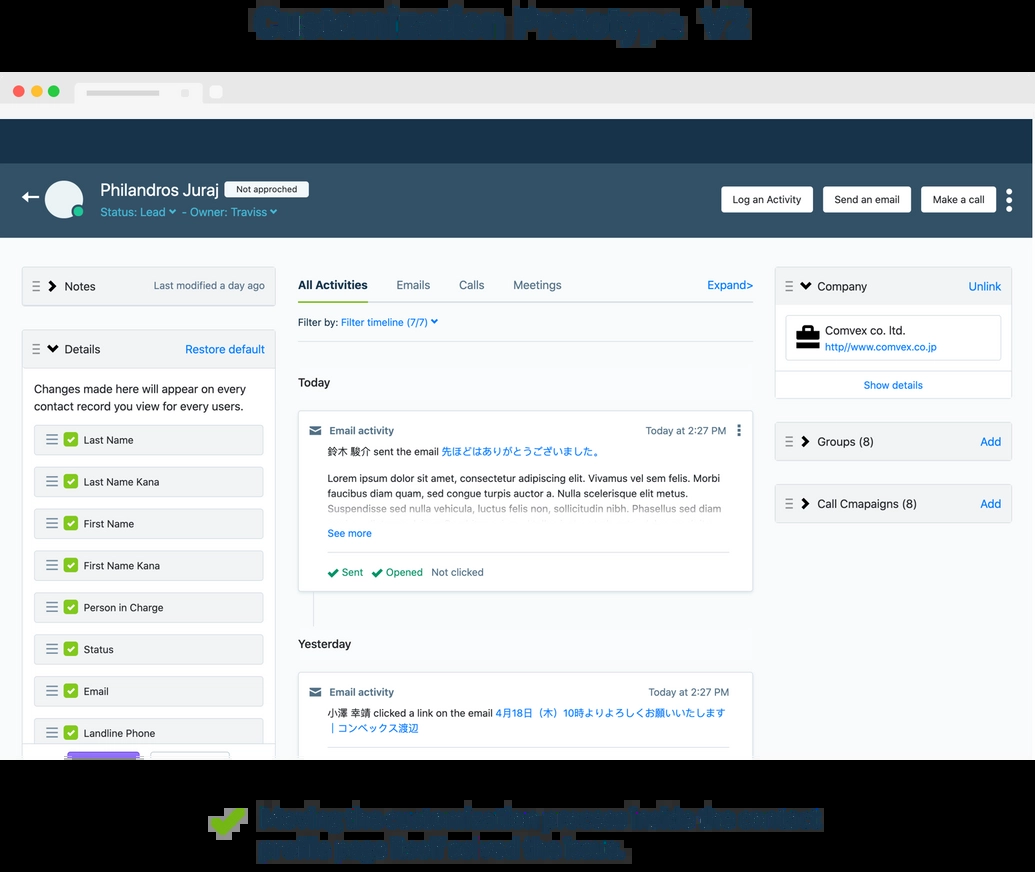 Customization Prototype V2
Philandros Juraj
Not approched
Status: Lead - Owner: Traviss
Log an Activity
Send an email
Make a call
Notes
Last modified a day ago
Details
Restore default
Changes made here will appear on every
contact record you view for every users.
Last Name
Last Name Kana
First Name
First Name Kana
Person in Charge
Status
Email
Landline Phone
All Activities
Emails
Calls
Meetings
Expand>
Filter by: Filter timeline (7/7)
Today
Email activity
Today at 2:27 PM
鈴木 駿介 sent the email 先ほどはありがとうございました。
Lorem ipsum dolor sit amet, consectetur adipiscing elit. Vivamus vel sem felis. Morbi
faucibus diam quam, sed congue turpis auctor a. Nulla scelerisque elit metus.
Suspendisse sed nulla vehicula, luctus felis non, sollicitudin nibh. Phasellus sed diam
See more
Sent
Opened
Not clicked
Yesterday
Email activity
Today at 2:27 PM
小澤 幸靖 clicked a link on the email 4月18日（木）10時よりよろしくお願いいたします
｜コンベックス渡辺
Company
Unlink
Comvex co. ltd.
http//www.comvex.co.jp
Show details
Groups (8)
Add
Call Cmapaigns (8)
Add